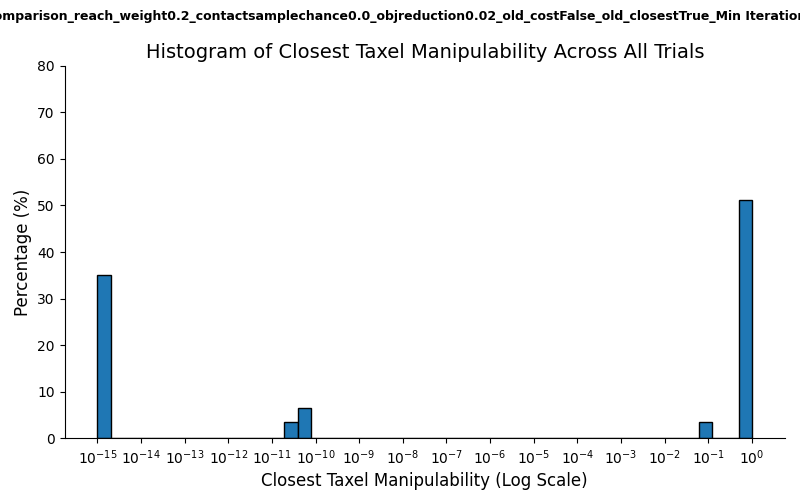 omparison_reach_weight0.2_contactsamplechance0.0_objreduction0.02_old_costFalse_old_closestTrue_Min Iteration
Histogram of Closest Taxel Manipulability Across All Trials
80
70
60
50
40
30
20
10
0
Percentage (%)
10⁻¹⁵ 10⁻¹⁴ 10⁻¹³ 10⁻¹² 10⁻¹¹ 10⁻¹⁰ 10⁻⁹ 10⁻⁸ 10⁻⁷ 10⁻⁶ 10⁻⁵ 10⁻⁴ 10⁻³ 10⁻² 10⁻¹ 10⁰
Closest Taxel Manipulability (Log Scale)